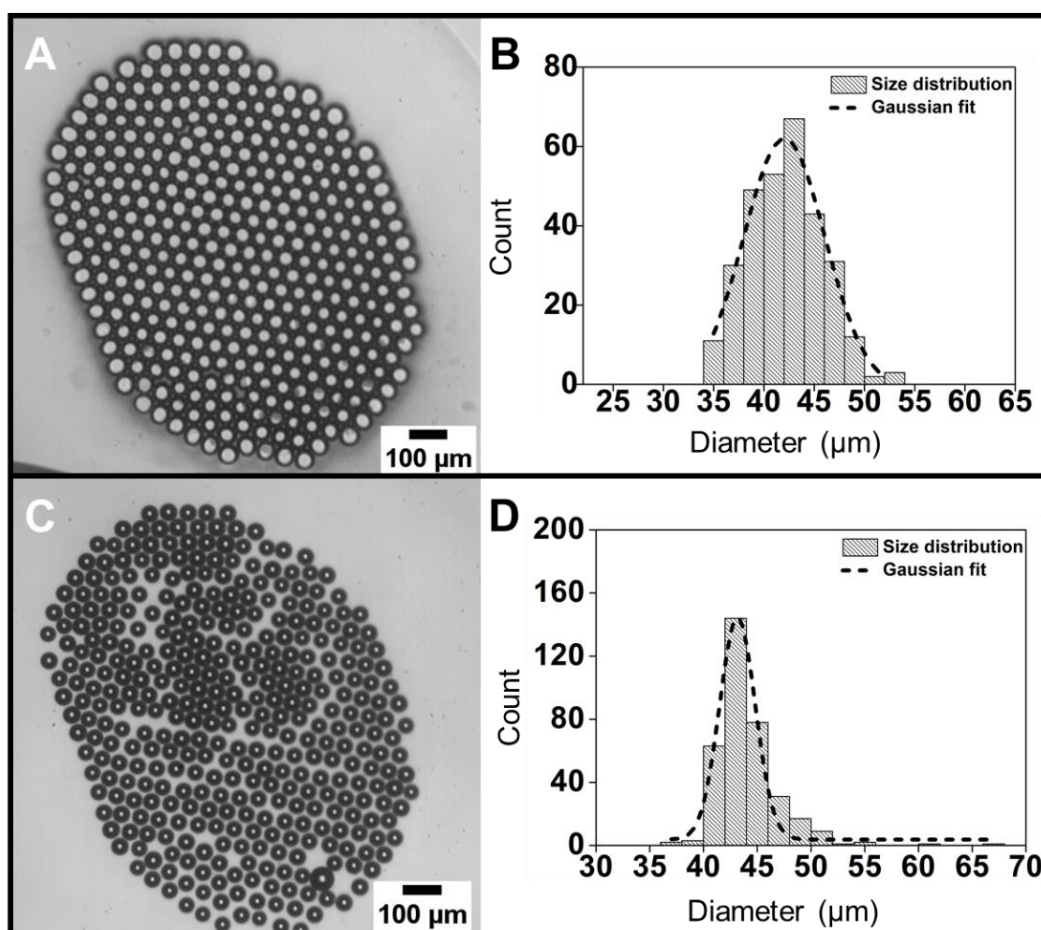 A
100 µm
B
80
60
40
20
0
Count
Size distribution
Gaussian fit
25 30 35 40 45 50 55 60 65
Diameter (µm)
C
100 µm
D
200
160
120
80
40
0
Count
Size distribution
Gaussian fit
30 35 40 45 50 55 60 65 70
Diameter (µm)